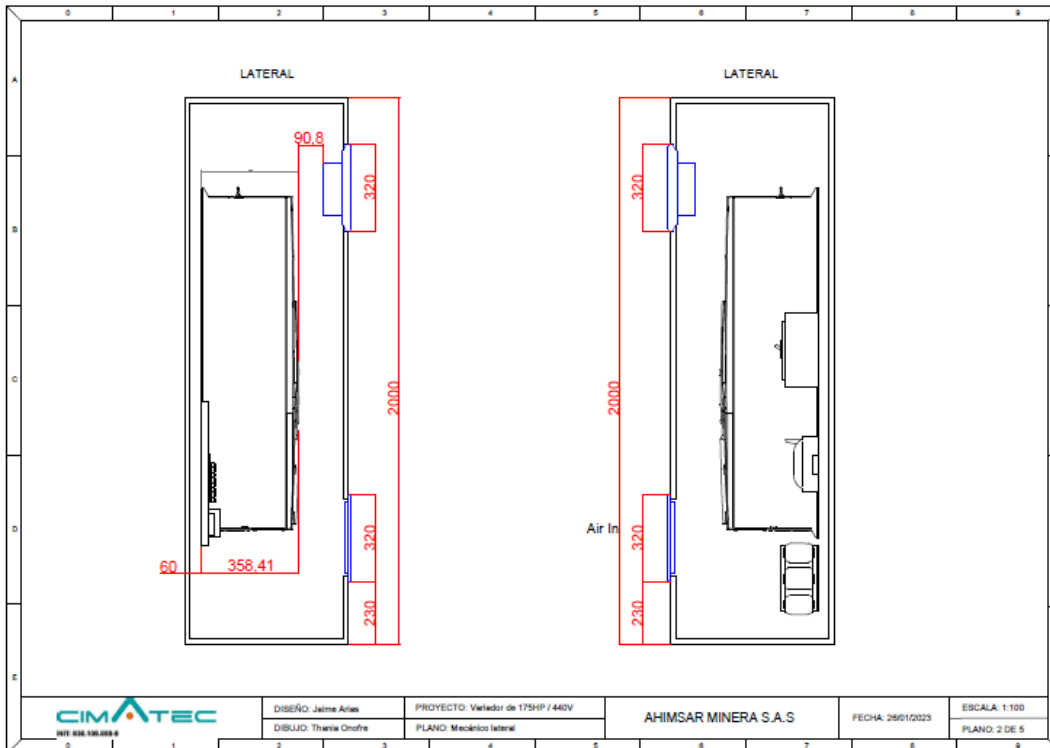 0 1 2 3 4 5 6 7 8 9
A
B
C
D
E
LATERAL
LATERAL
90,8
320
2000
320
230
60
358,41
320
2000
Air In
320
230
CIMATEC
DISEÑO: Jaime Arias
DIBUJO: Thania Onofre
PROYECTO: Variador de 175HP / 440V
PLANO: Mecánico lateral
AHIMSAR MINERA S.A.S
FECHA: 26/01/2023
ESCALA: 1:100
PLANO: 2 DE 5
0 1 2 3 4 5 6 7 8 9